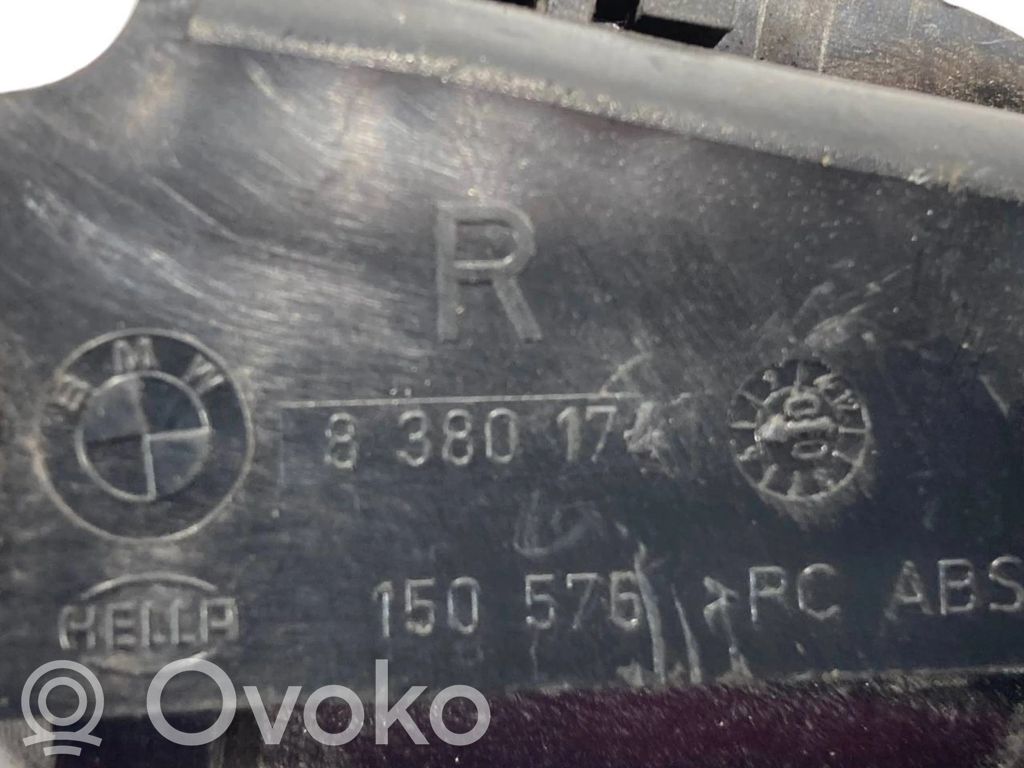 R
BMW
8 380 174
HELLA
150 576 >PC ABS
Ovoko